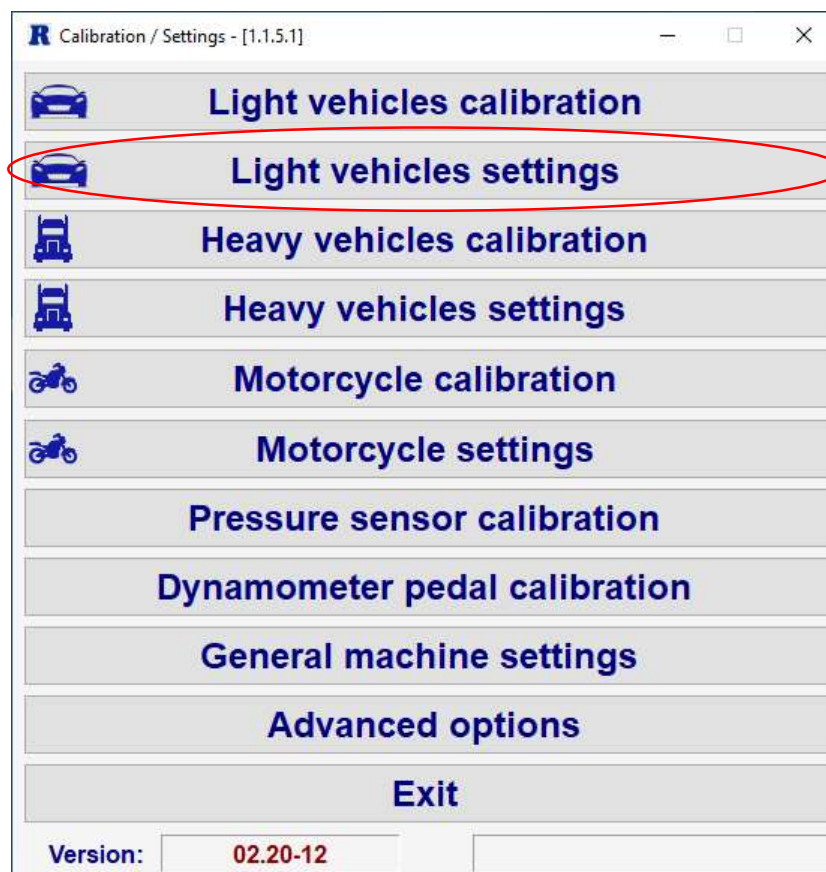 R Calibration / Settings - [1.1.5.1]
Light vehicles calibration
Light vehicles settings
Heavy vehicles calibration
Heavy vehicles settings
Motorcycle calibration
Motorcycle settings
Pressure sensor calibration
Dynamometer pedal calibration
General machine settings
Advanced options
Exit
Version: 02.20-12